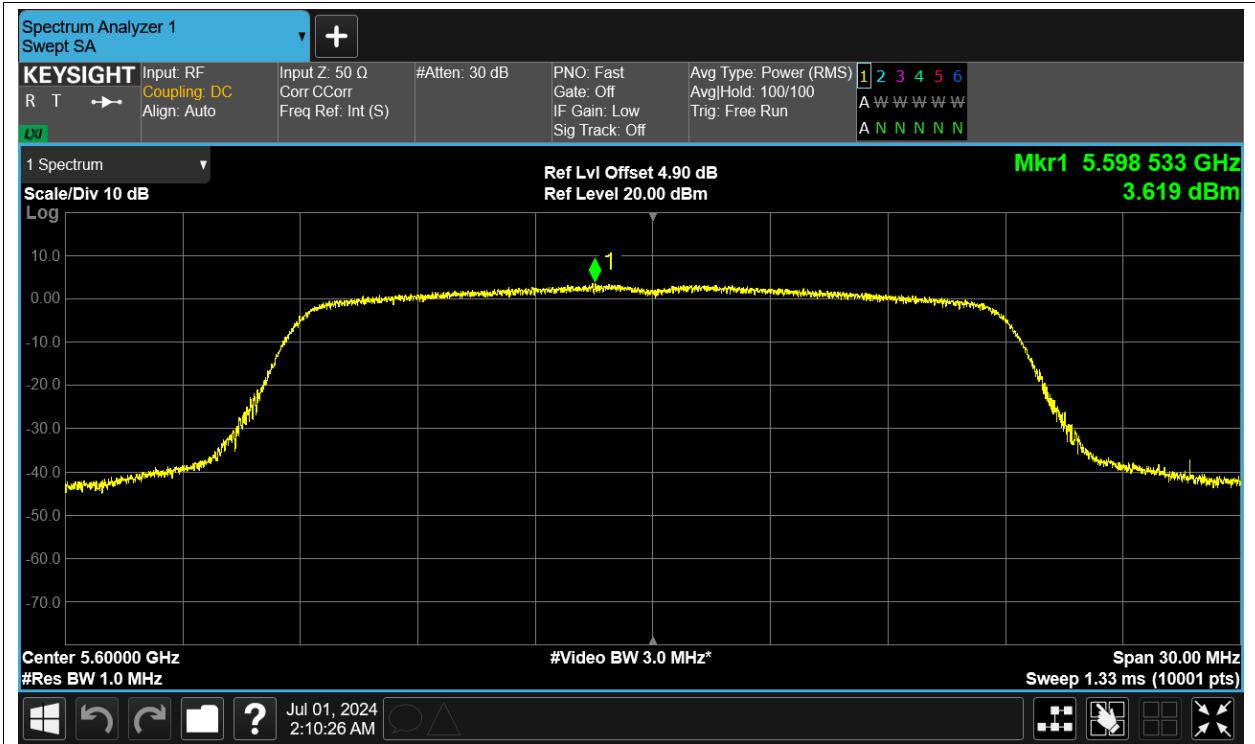 Spectrum Analyzer 1
Swept SA
KEYSIGHT
R T
LXI
Input: RF
Coupling: DC
Align: Auto
Input Z: 50 Ω
Corr CCorr
Freq Ref: Int (S)
#Atten: 30 dB
PNO: Fast
Gate: Off
IF Gain: Low
Sig Track: Off
Avg Type: Power (RMS)
Avg|Hold: 100/100
Trig: Free Run
1 2 3 4 5 6
A W W W W W
A N N N N N
1 Spectrum
Scale/Div 10 dB
Log
Ref Lvl Offset 4.90 dB
Ref Level 20.00 dBm
Mkr1 5.598 533 GHz
3.619 dBm
1
10.0
0.00
-10.0
-20.0
-30.0
-40.0
-50.0
-60.0
-70.0
Center 5.60000 GHz
#Res BW 1.0 MHz
#Video BW 3.0 MHz*
Span 30.00 MHz
Sweep 1.33 ms (10001 pts)
?
Jul 01, 2024
2:10:26 AM